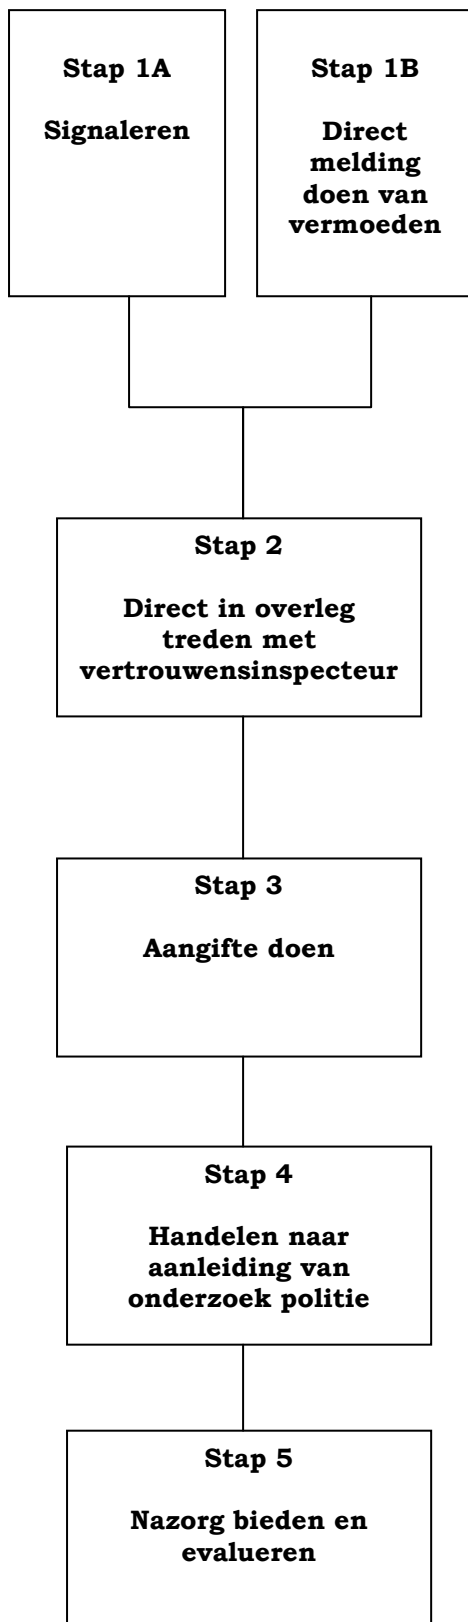 Stap 1A
Signaleren
Stap 1B
Direct
melding
doen van
vermoeden
Stap 2
Direct in overleg
treden met
vertrouwensinspecteur
Stap 3
Aangifte doen
Stap 4
Handelen naar
aanleiding van
onderzoek politie
Stap 5
Nazorg bieden en
evalueren